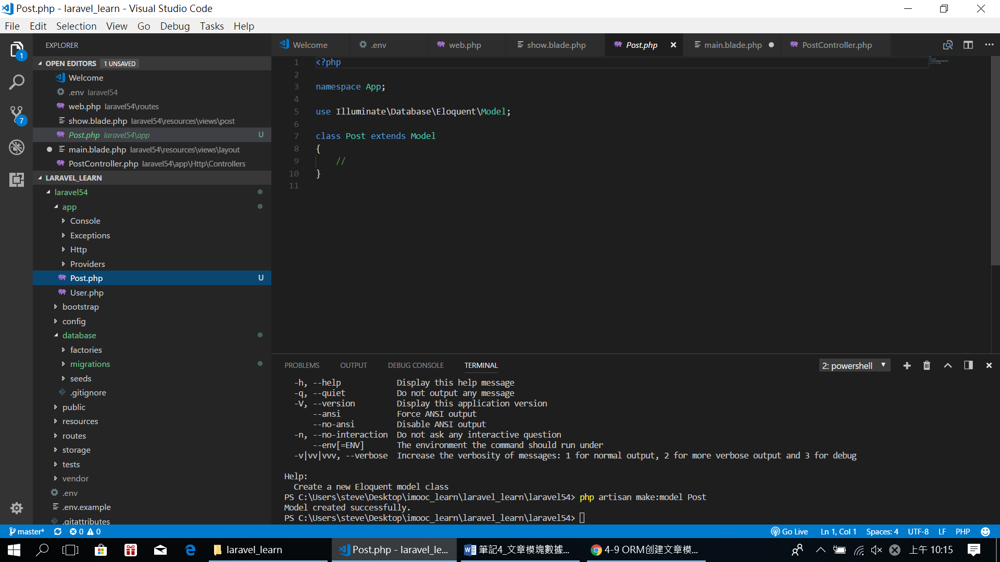 Post.php - laravel_learn - Visual Studio Code
File Edit Selection View Go Debug Tasks Help
EXPLORER
OPEN EDITORS 1 UNSAVED
Welcome
.env laravel54
web.php laravel54\routes
show.blade.php laravel54\resources\views\post
Post.php laravel54\app U
main.blade.php laravel54\resources\views\layout
PostController.php laravel54\app\Http\Controllers
LARAVEL_LEARN
laravel54
app
Console
Exceptions
Http
Providers
Post.php U
User.php
bootstrap
config
database
factories
migrations
seeds
.gitignore
public
resources
routes
storage
tests
vendor
.env
.env.example
.gitattributes
1
7
Welcome .env web.php show.blade.php Post.php main.blade.php PostController.php
1 <?php
2
3 namespace App;
4
5 use Illuminate\Database\Eloquent\Model;
6
7 class Post extends Model
8 {
9 //
10 }
11
PROBLEMS OUTPUT DEBUG CONSOLE TERMINAL 2: powershell
-h, --help Display this help message
-q, --quiet Do not output any message
-V, --version Display this application version
--ansi Force ANSI output
--no-ansi Disable ANSI output
-n, --no-interaction Do not ask any interactive question
--env[=ENV] The environment the command should run under
-v|vv|vvv, --verbose Increase the verbosity of messages: 1 for normal output, 2 for more verbose output and 3 for debug
Help:
Create a new Eloquent model class
PS C:\Users\steve\Desktop\imooc_learn\laravel_learn\laravel54> php artisan make:model Post
Model created successfully.
PS C:\Users\steve\Desktop\imooc_learn\laravel_learn\laravel54>
master* 0 0 Go Live Ln 1, Col 1 Spaces: 4 UTF-8 LF PHP
laravel_learn Post.php - laravel_le... 筆記4_文章模塊數據... 4-9 ORM创建文章模... 上午 10:15